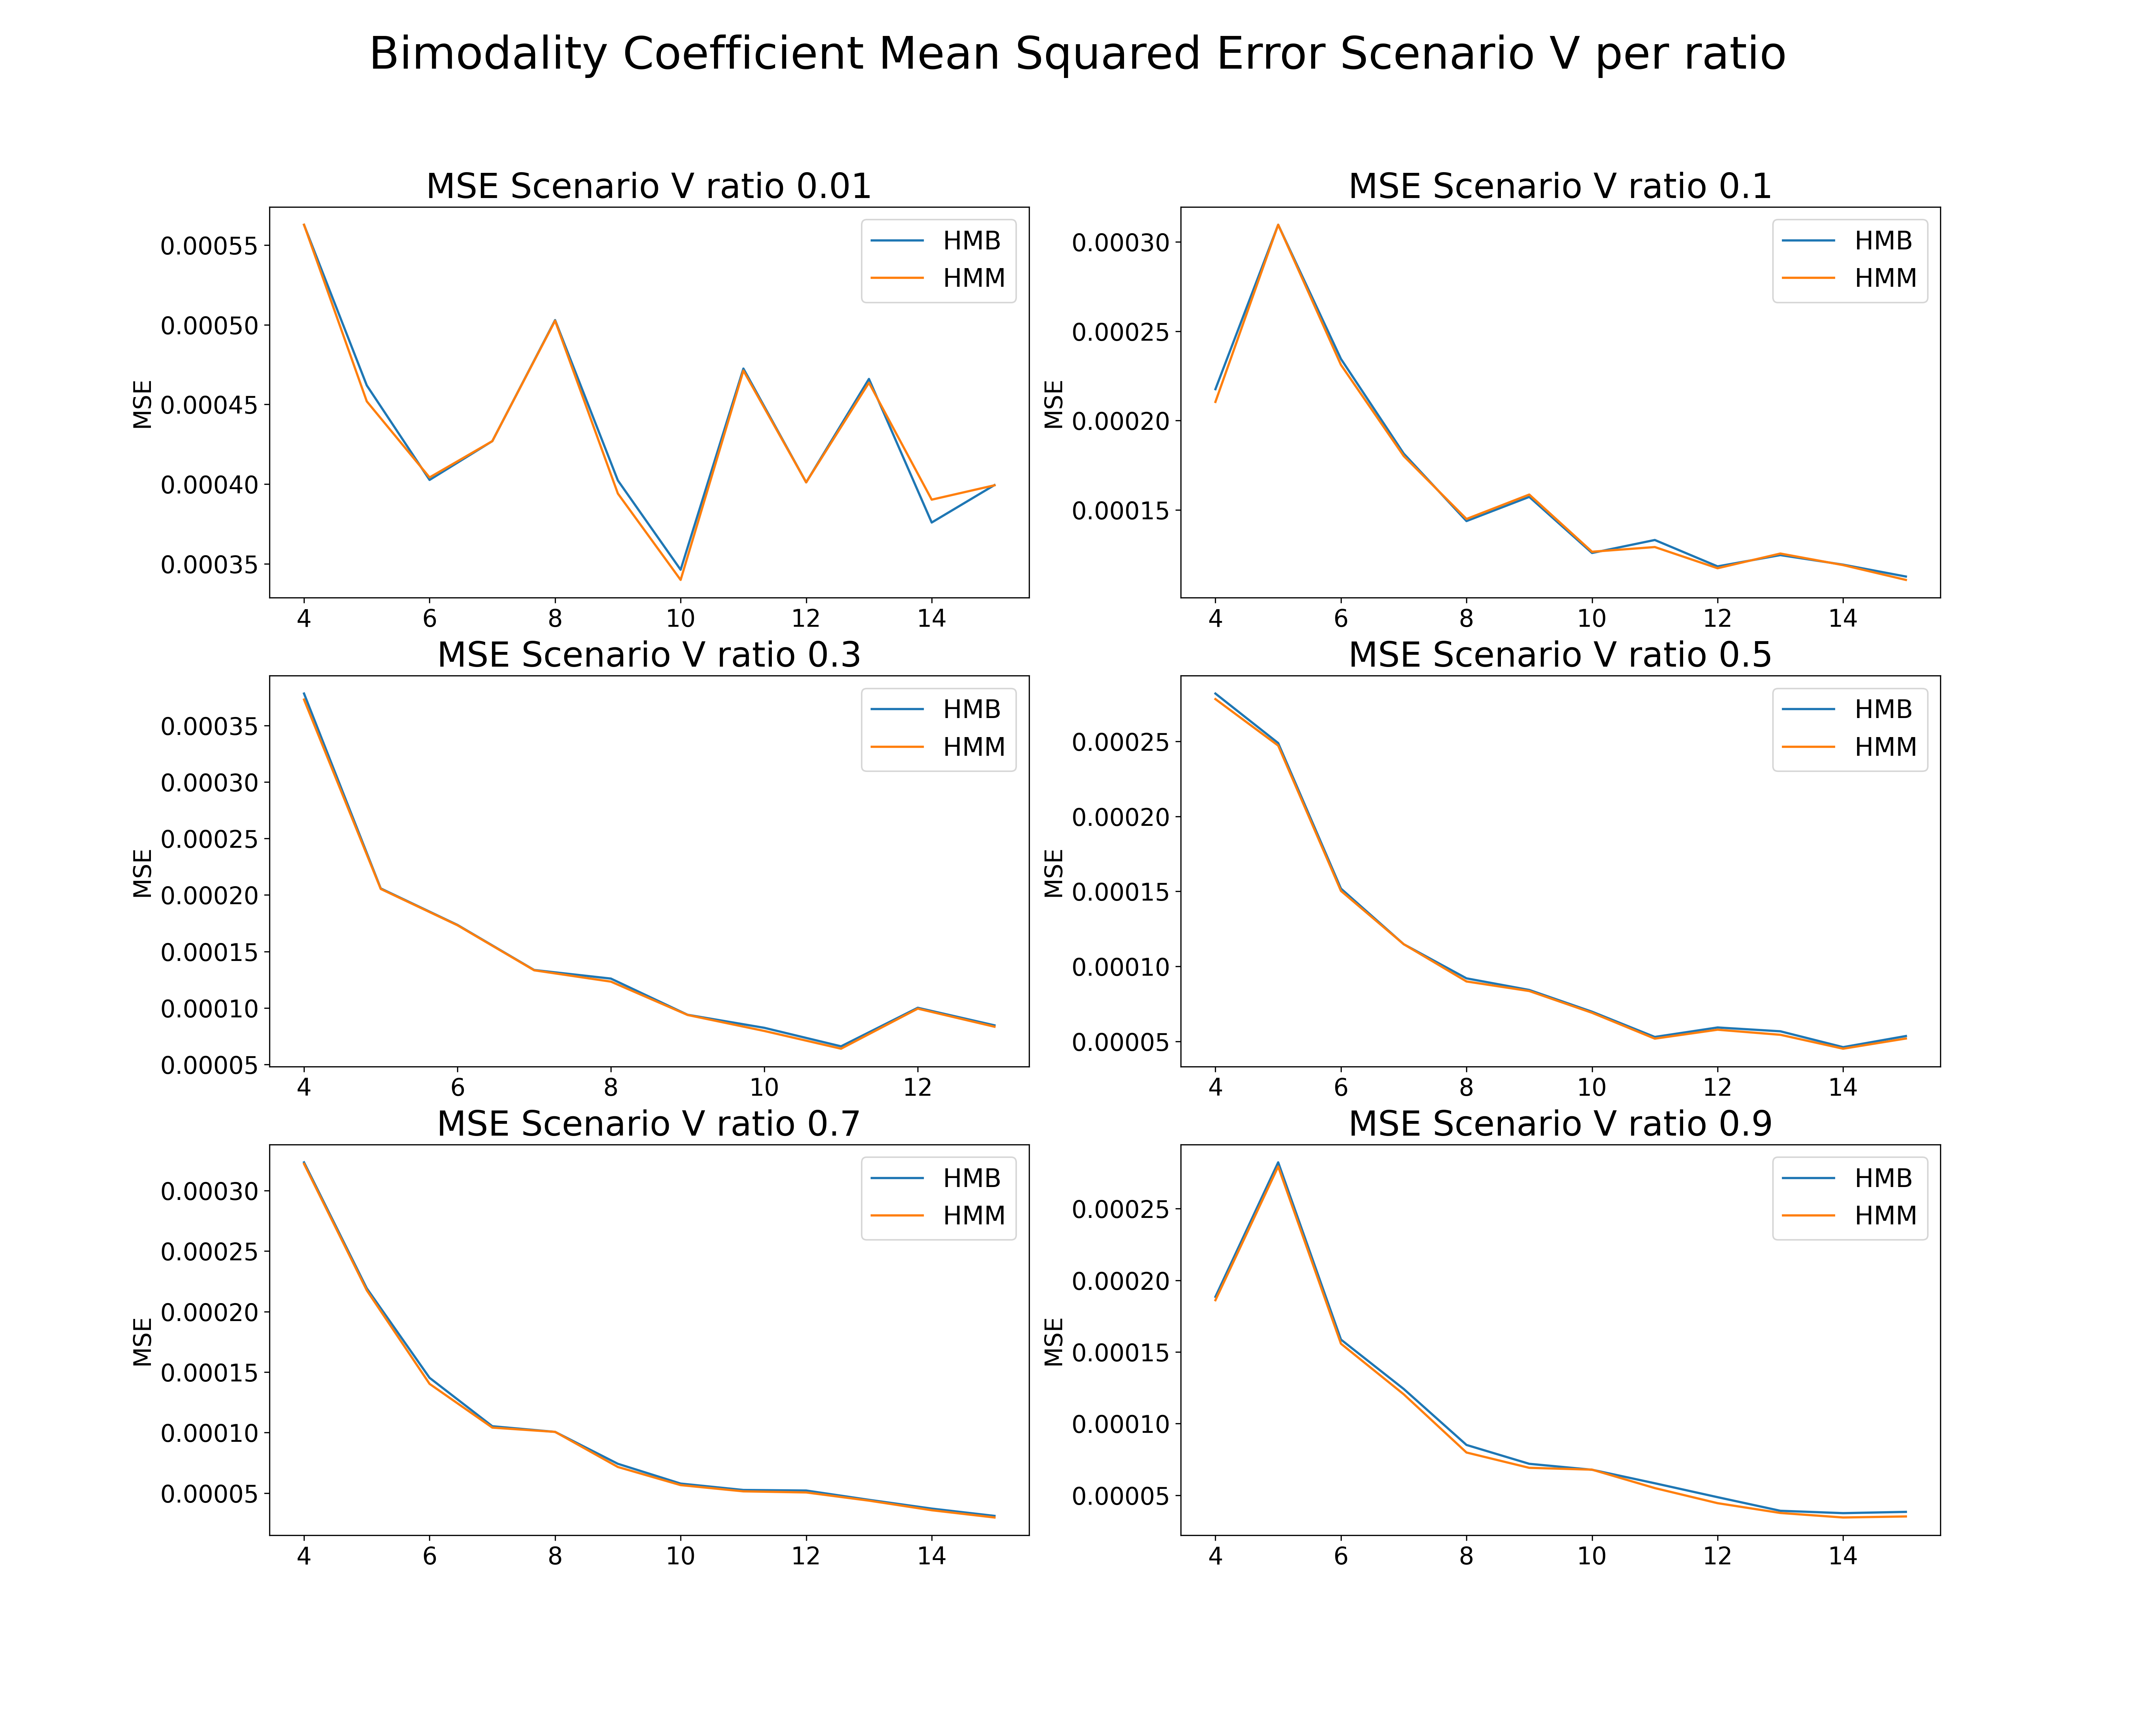 Bimodality Coefficient Mean Squared Error Scenario V per ratio
MSE Scenario V ratio 0.01
MSE
0.00055
0.00050
0.00045
0.00040
0.00035
4 6 8 10 12 14
HMB
HMM
MSE Scenario V ratio 0.1
MSE
0.00030
0.00025
0.00020
0.00015
4 6 8 10 12 14
HMB
HMM
MSE Scenario V ratio 0.3
MSE
0.00035
0.00030
0.00025
0.00020
0.00015
0.00010
0.00005
4 6 8 10 12
HMB
HMM
MSE Scenario V ratio 0.5
MSE
0.00025
0.00020
0.00015
0.00010
0.00005
4 6 8 10 12 14
HMB
HMM
MSE Scenario V ratio 0.7
MSE
0.00030
0.00025
0.00020
0.00015
0.00010
0.00005
4 6 8 10 12 14
HMB
HMM
MSE Scenario V ratio 0.9
MSE
0.00025
0.00020
0.00015
0.00010
0.00005
4 6 8 10 12 14
HMB
HMM